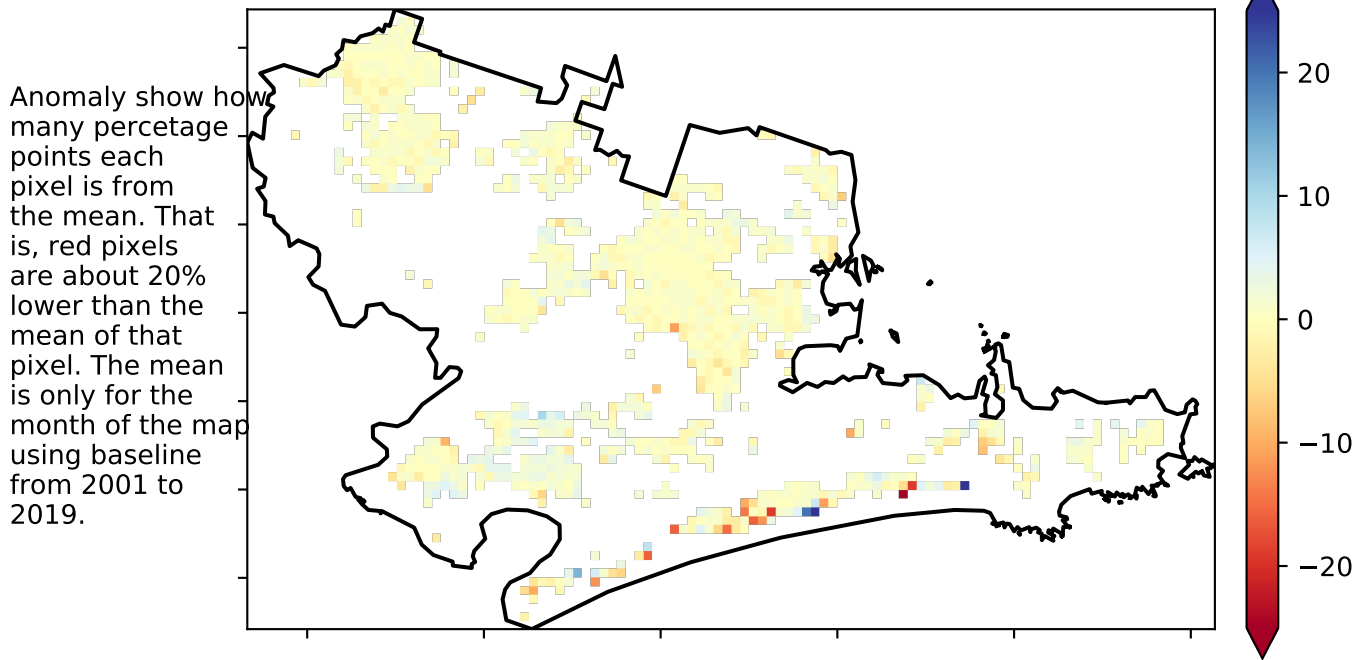 Anomaly show how
many percetage
points each
pixel is from
the mean. That
is, red pixels
are about 20%
lower than the
mean of that
pixel. The mean
is only for the
month of the map
using baseline
from 2001 to
2019.
20
10
0
−10
−20